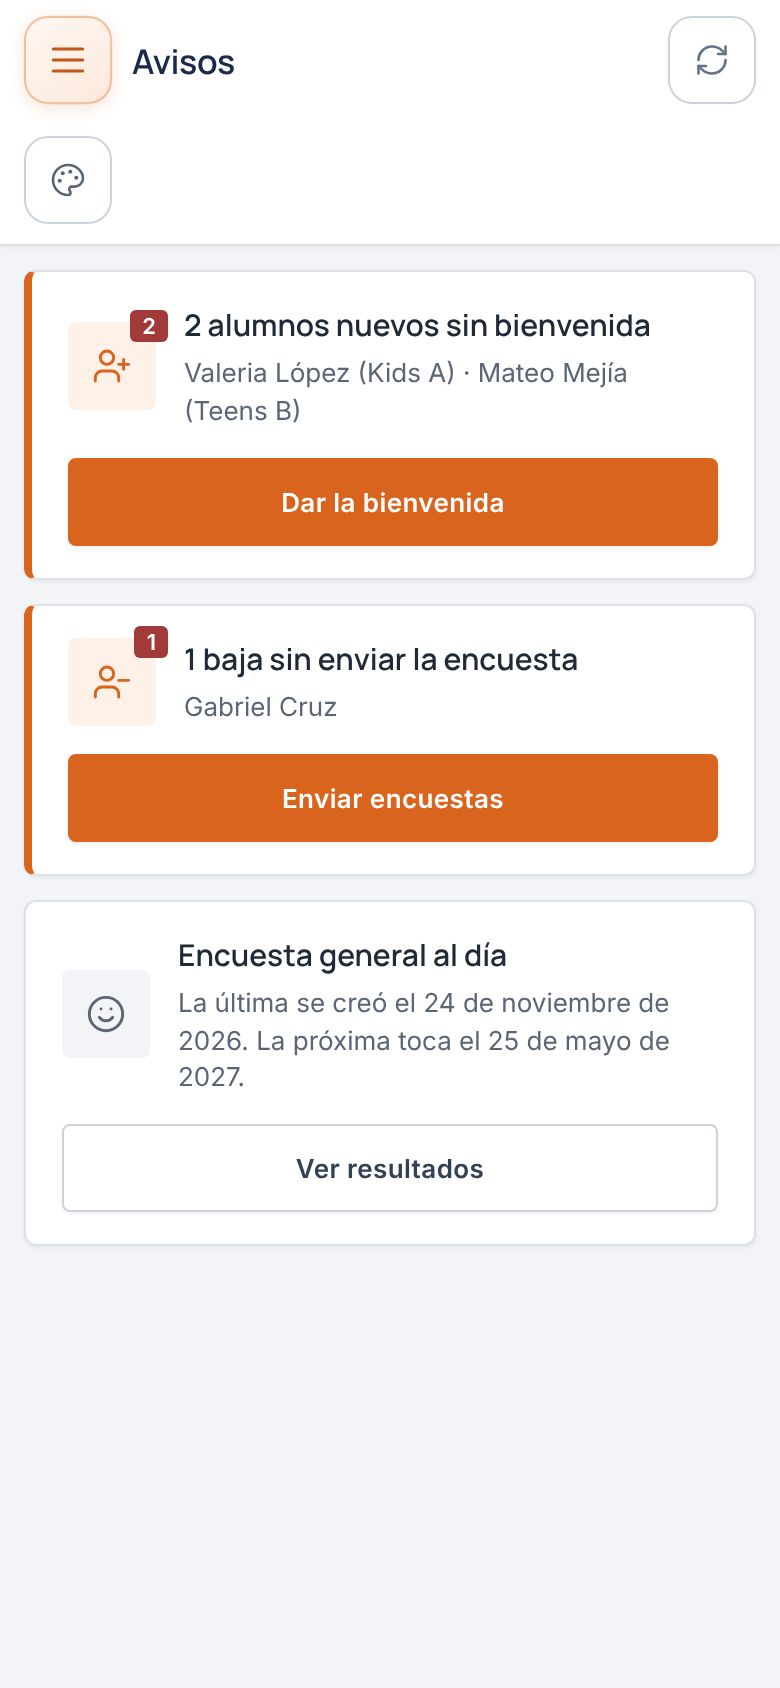 Avisos
2
2 alumnos nuevos sin bienvenida
Valeria López (Kids A) · Mateo Mejía
(Teens B)
Dar la bienvenida
1
1 baja sin enviar la encuesta
Gabriel Cruz
Enviar encuestas
Encuesta general al día
La última se creó el 24 de noviembre de
2026. La próxima toca el 25 de mayo de
2027.
Ver resultados